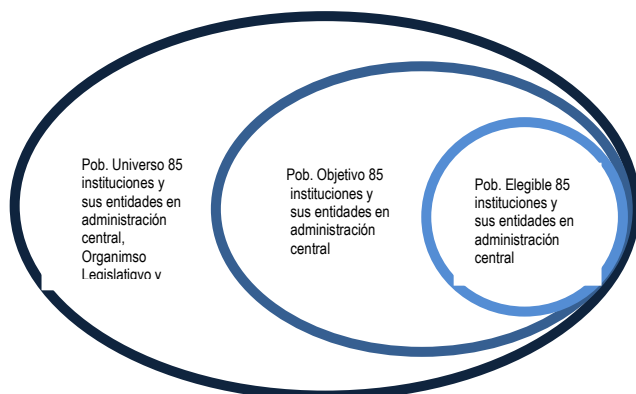 Pob. Universo 85
instituciones y
sus entidades en
administración
central,
Organimso
Legislatigvo y
Pob. Objetivo 85
instituciones y
sus entidades en
administración
central
Pob. Elegible 85
instituciones y
sus entidades en
administración
central